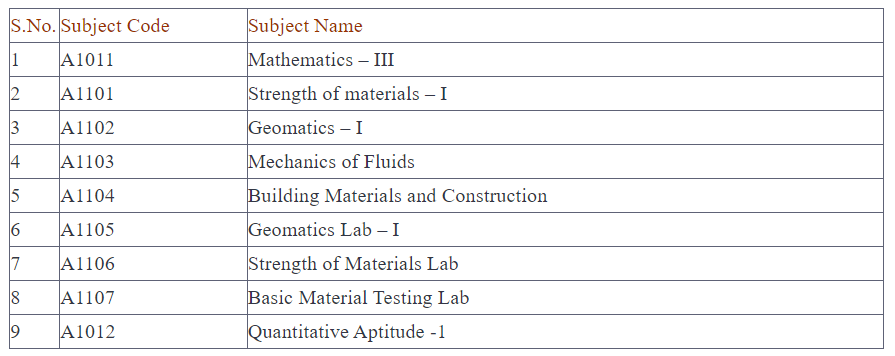 S.No. Subject Code Subject Name
1 A1011 Mathematics – III
2 A1101 Strength of materials – I
3 A1102 Geomatics – I
4 A1103 Mechanics of Fluids
5 A1104 Building Materials and Construction
6 A1105 Geomatics Lab – I
7 A1106 Strength of Materials Lab
8 A1107 Basic Material Testing Lab
9 A1012 Quantitative Aptitude -1